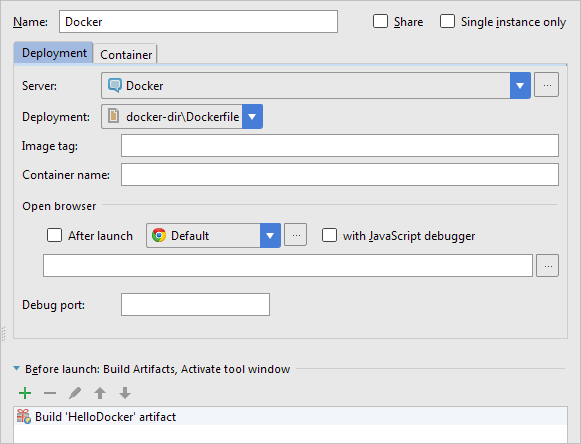 Name: Docker Share Single instance only
Deployment Container
Server: Docker ...
Deployment: docker-dir\Dockerfile
Image tag:
Container name:
Open browser
After launch Default ... with JavaScript debugger
...
Debug port:
Before launch: Build Artifacts, Activate tool window
Build 'HelloDocker' artifact